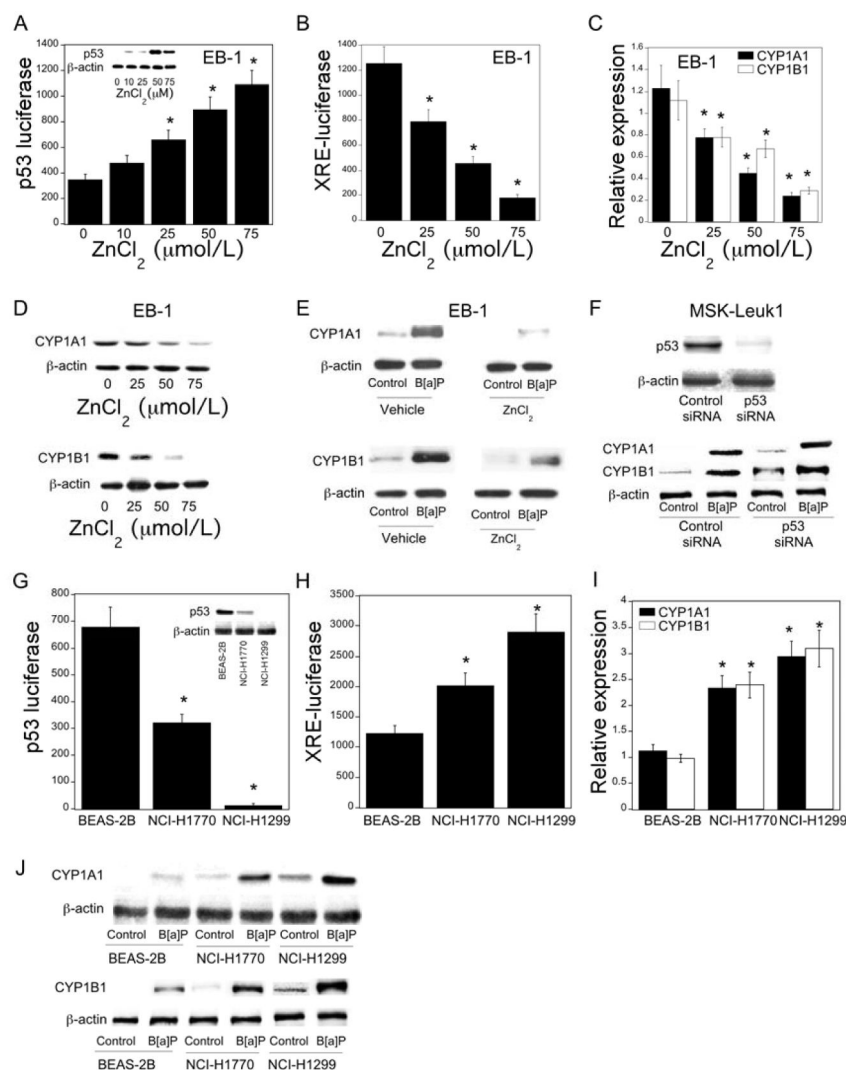 A
p53
β-actin
0 10 25 50 75
ZnCl2(μM)
EB-1
p53 luciferase
1400
1200
1000
800
600
400
200
0
*
*
*
0 10 25 50 75
ZnCl2 (μmol/L)
B
EB-1
XRE-luciferase
1400
1200
1000
800
600
400
200
0
*
*
*
0 25 50 75
ZnCl2 (μmol/L)
C
EB-1
CYP1A1
CYP1B1
Relative expression
1.6
1.4
1.2
1
0.8
0.6
0.4
0.2
0
* *
* *
* *
0 25 50 75
ZnCl2 (μmol/L)
D
EB-1
CYP1A1
β-actin
0 25 50 75
ZnCl2 (μmol/L)
CYP1B1
β-actin
0 25 50 75
ZnCl2 (μmol/L)
E
EB-1
CYP1A1
β-actin
Control B[a]P Control B[a]P
Vehicle ZnCl2
CYP1B1
β-actin
Control B[a]P Control B[a]P
Vehicle ZnCl2
F
MSK-Leuk1
p53
β-actin
Control siRNA
p53 siRNA
CYP1A1
CYP1B1
β-actin
Control B[a]P Control B[a]P
Control siRNA
p53 siRNA
G
p53
β-actin
BEAS-2B
NCI-H1770
NCI-H1299
p53 luciferase
800
700
600
500
400
300
200
100
0
*
*
BEAS-2B NCI-H1770 NCI-H1299
H
XRE-luciferase
3500
3000
2500
2000
1500
1000
500
0
*
*
BEAS-2B NCI-H1770 NCI-H1299
I
CYP1A1
CYP1B1
Relative expression
4
3.5
3
2.5
2
1.5
1
0.5
0
* *
* *
BEAS-2B NCI-H1770 NCI-H1299
J
CYP1A1
β-actin
Control B[a]P Control B[a]P Control B[a]P
BEAS-2B NCI-H1770 NCI-H1299
CYP1B1
β-actin
Control B[a]P Control B[a]P Control B[a]P
BEAS-2B NCI-H1770 NCI-H1299